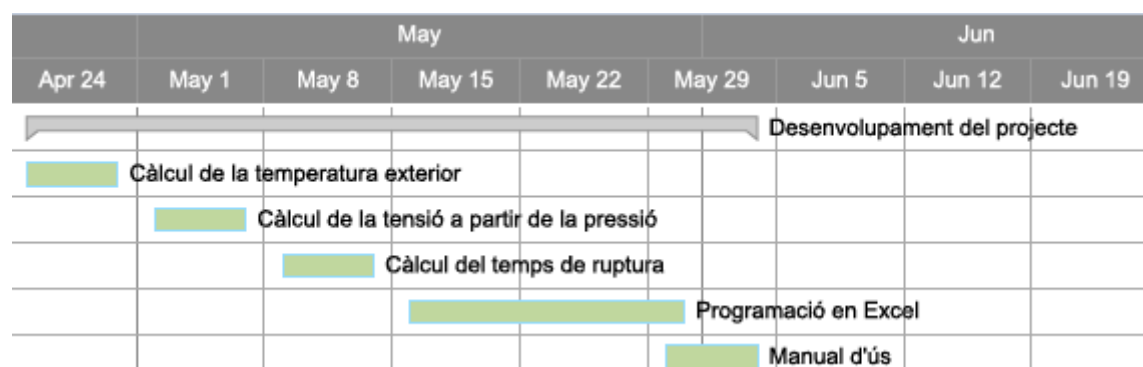 May Jun
Apr 24 May 1 May 8 May 15 May 22 May 29 Jun 5 Jun 12 Jun 19
Desenvolupament del projecte
Càlcul de la temperatura exterior
Càlcul de la tensió a partir de la pressió
Càlcul del temps de ruptura
Programació en Excel
Manual d'ús